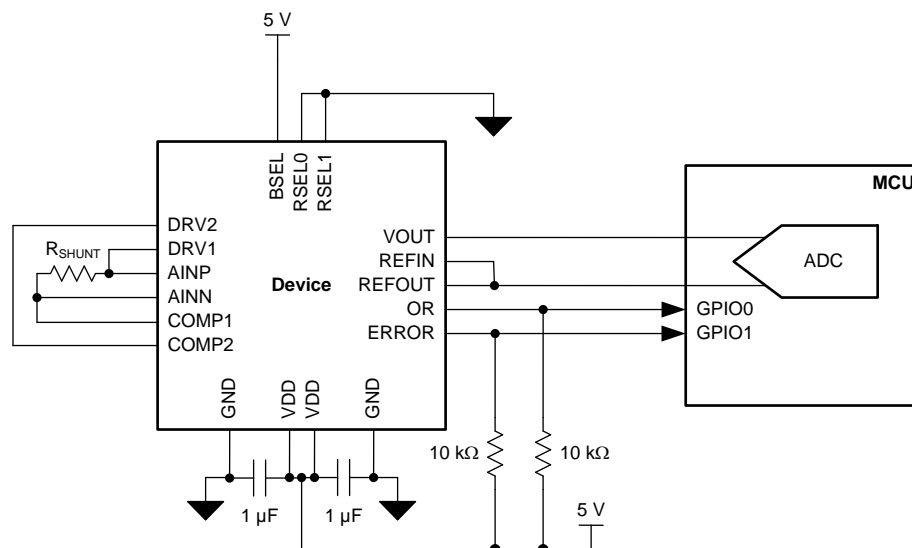 5 V
BSEL
RSEL0
RSEL1
MCU
DRV2
DRV1
AINP
AINN
COMP1
COMP2
RSHUNT
Device
VOUT
REFIN
REFOUT
OR
ERROR
ADC
GPIO0
GPIO1
GND
VDD
VDD
GND
1 µF
1 µF
10 kΩ
10 kΩ
5 V